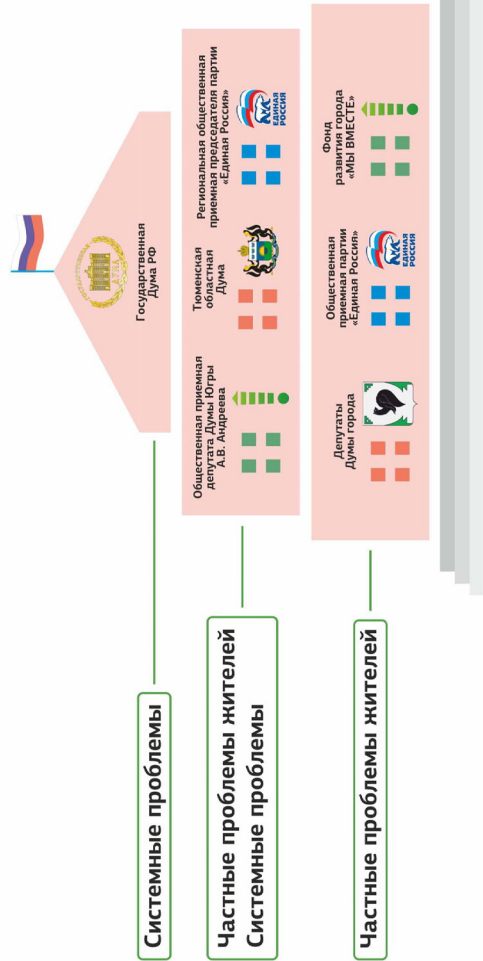 Системные проблемы
Государственная
Дума РФ
Частные проблемы жителей
Системные проблемы
Общественная приемная
депутата Думы Югры
А.В. Андреева
Тюменская
областная
Дума
Региональная общественная
приемная председателя партии
«Единая Россия»
ЕДИНАЯ
РОССИЯ
Частные проблемы жителей
Депутаты
Думы города
Общественная
приемная партии
«Единая Россия»
ЕДИНАЯ
РОССИЯ
Фонд
развития города
«МЫ ВМЕСТЕ»